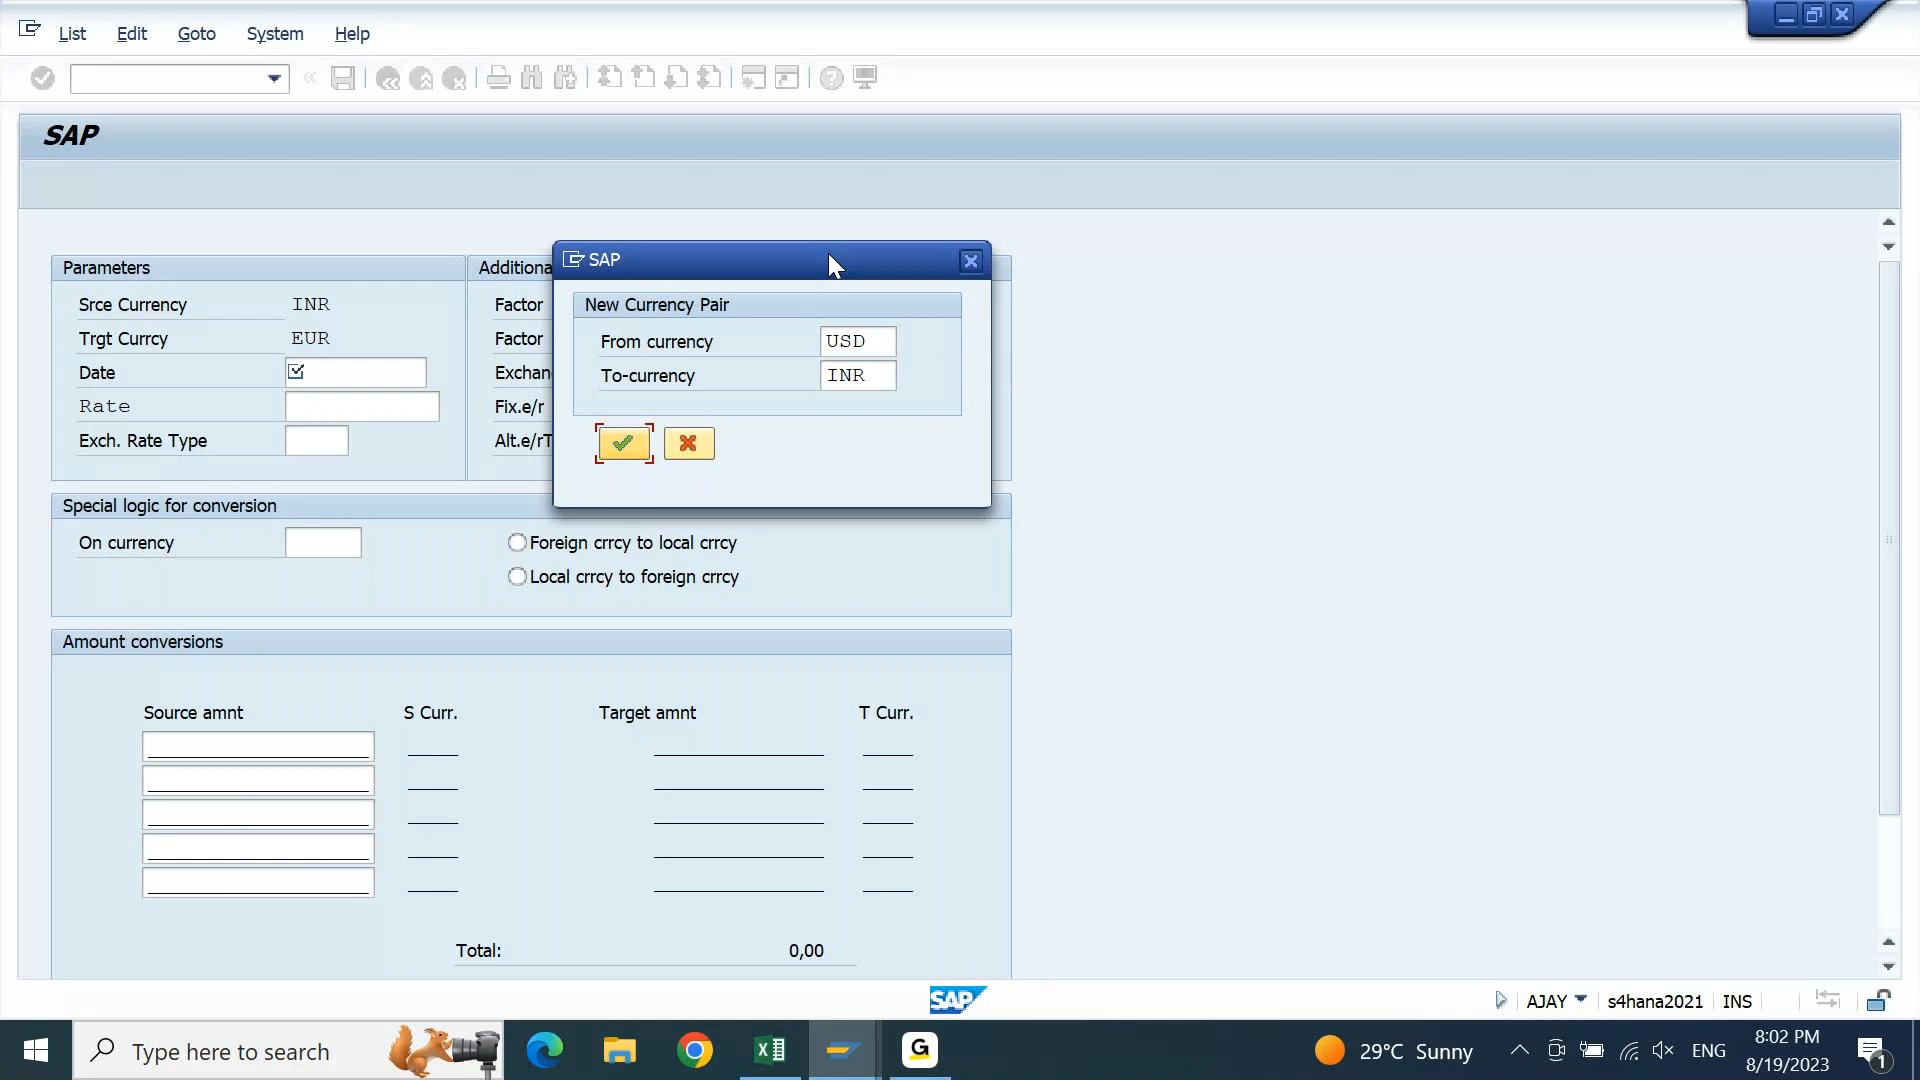 List Edit Goto System Help
SAP
Parameters
Srce Currency INR
Trgt Currcy EUR
Date
Rate
Exch. Rate Type
Additiona
Factor
Factor
Exchan
Fix.e/r
Alt.e/rT
SAP
New Currency Pair
From currency USD
To-currency INR
Special logic for conversion
On currency
Foreign crrcy to local crrcy
Local crrcy to foreign crrcy
Amount conversions
Source amnt S Curr. Target amnt T Curr.
Total: 0,00
SAP
AJAY s4hana2021 INS
Type here to search
G
29°C Sunny
ENG
8:02 PM
8/19/2023
1